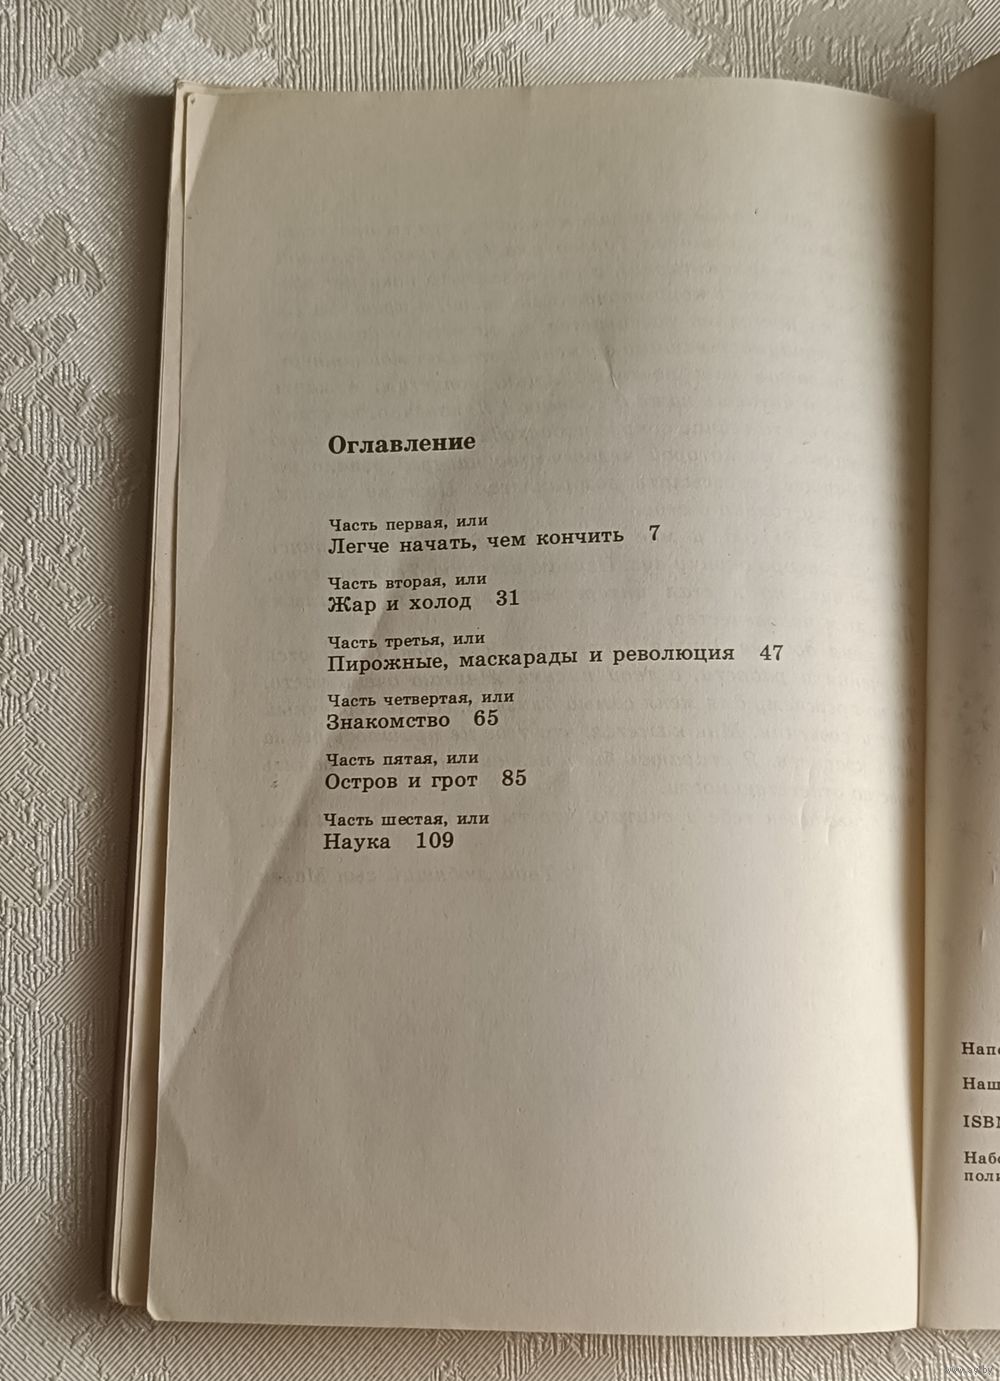 Оглавление
Часть первая, или
Легче начать, чем кончить 7
Часть вторая, или
Жар и холод 31
Часть третья, или
Пирожные, маскарады и революция 47
Часть четвертая, или
Знакомство 65
Часть пятая, или
Остров и грот 85
Часть шестая, или
Наука 109